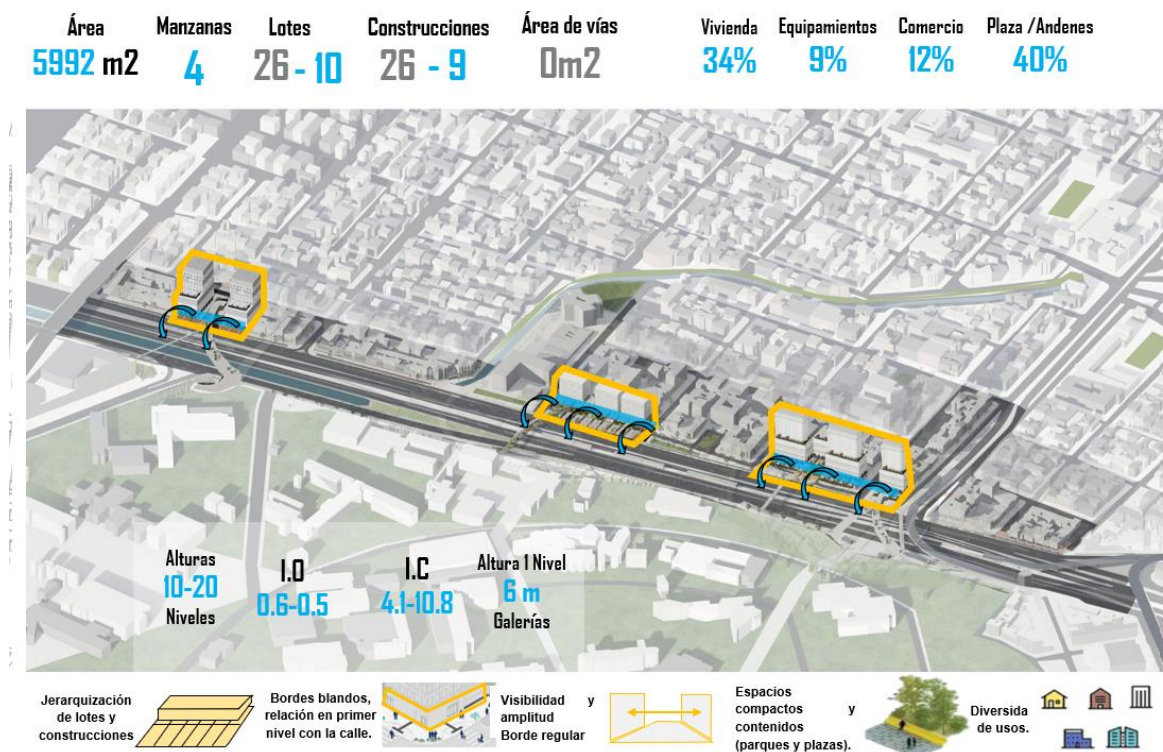 Área
5992 m2
Manzanas
4
Lotes
26 - 10
Construcciones
26 - 9
Área de vías
0m2
Vivienda
34%
Equipamientos
9%
Comercio
12%
Plaza /Andenes
40%
Alturas
10-20
Niveles
I.O
0.6-0.5
I.C
4.1-10.8
Altura 1 Nivel
6 m
Galerías
Jerarquización
de lotes y
construcciones
Bordes blandos,
relación en primer
nivel con la calle.
Visibilidad y
amplitud
Borde regular
Espacios
compactos y
contenidos
(parques y plazas).
Diversida
de usos.